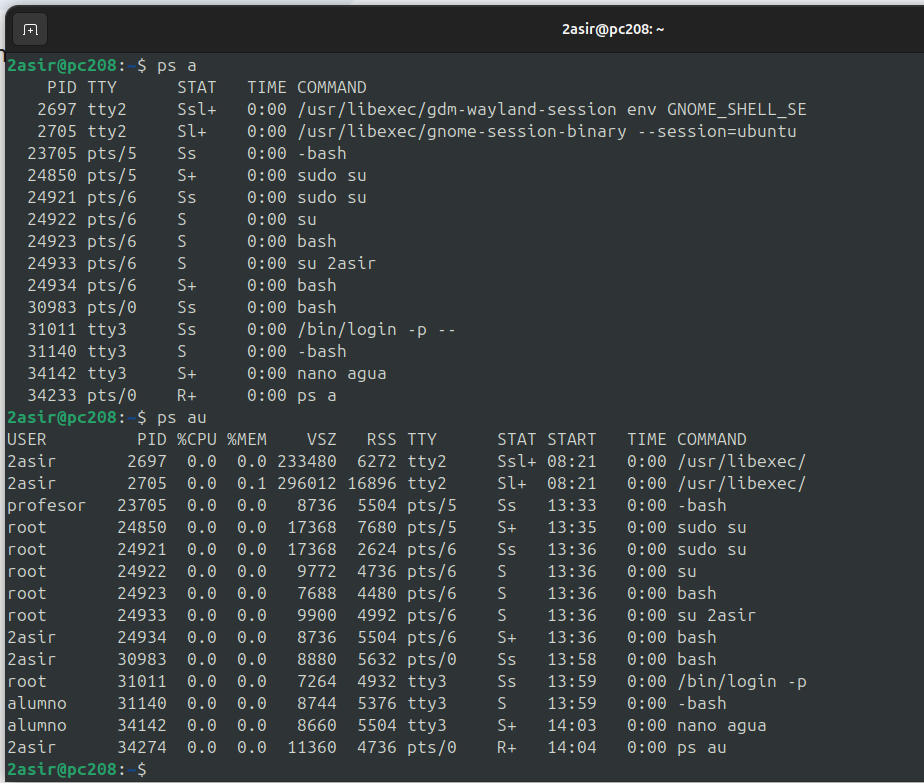 2asir@pc208: ~
2asir@pc208:~$ ps a
PID TTY STAT TIME COMMAND
2697 tty2 Ssl+ 0:00 /usr/libexec/gdm-wayland-session env GNOME_SHELL_SE
2705 tty2 Sl+ 0:00 /usr/libexec/gnome-session-binary --session=ubuntu
23705 pts/5 Ss 0:00 -bash
24850 pts/5 S+ 0:00 sudo su
24921 pts/6 Ss 0:00 sudo su
24922 pts/6 S 0:00 su
24923 pts/6 S 0:00 bash
24933 pts/6 S 0:00 su 2asir
24934 pts/6 S+ 0:00 bash
30983 pts/0 Ss 0:00 bash
31011 tty3 Ss 0:00 /bin/login -p --
31140 tty3 S 0:00 -bash
34142 tty3 S+ 0:00 nano agua
34233 pts/0 R+ 0:00 ps a
2asir@pc208:~$ ps au
USER PID %CPU %MEM VSZ RSS TTY STAT START TIME COMMAND
2asir 2697 0.0 0.0 233480 6272 tty2 Ssl+ 08:21 0:00 /usr/libexec/
2asir 2705 0.0 0.1 296012 16896 tty2 Sl+ 08:21 0:00 /usr/libexec/
profesor 23705 0.0 0.0 8736 5504 pts/5 Ss 13:33 0:00 -bash
root 24850 0.0 0.0 17368 7680 pts/5 S+ 13:35 0:00 sudo su
root 24921 0.0 0.0 17368 2624 pts/6 Ss 13:36 0:00 sudo su
root 24922 0.0 0.0 9772 4736 pts/6 S 13:36 0:00 su
root 24923 0.0 0.0 7688 4480 pts/6 S 13:36 0:00 bash
root 24933 0.0 0.0 9900 4992 pts/6 S 13:36 0:00 su 2asir
2asir 24934 0.0 0.0 8736 5504 pts/6 S+ 13:36 0:00 bash
2asir 30983 0.0 0.0 8880 5632 pts/0 Ss 13:58 0:00 bash
root 31011 0.0 0.0 7264 4932 tty3 Ss 13:59 0:00 /bin/login -p
alumno 31140 0.0 0.0 8744 5376 tty3 S 13:59 0:00 -bash
alumno 34142 0.0 0.0 8660 5504 tty3 S+ 14:03 0:00 nano agua
2asir 34274 0.0 0.0 11360 4736 pts/0 R+ 14:04 0:00 ps au
2asir@pc208:~$